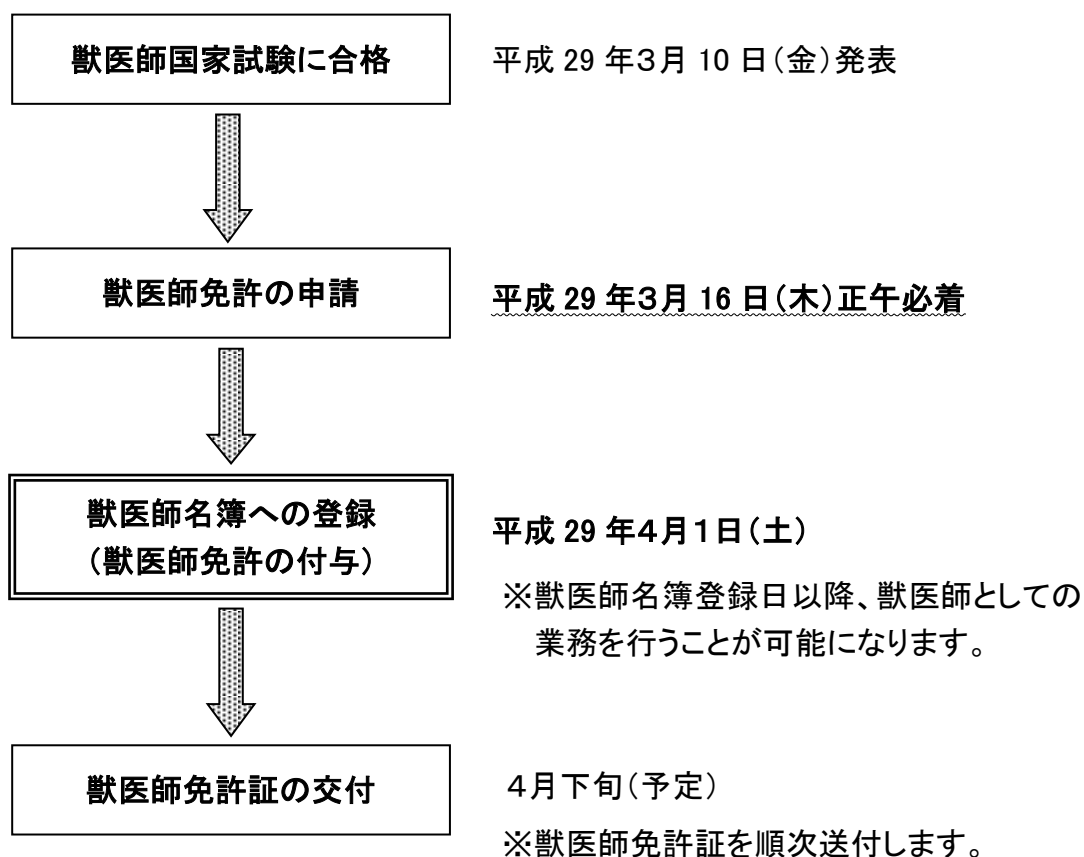 獣医師国家試験に合格
平成 29 年３月 10 日（金）発表
獣医師免許の申請
平成 29 年３月 16 日（木）正午必着
獣医師名簿への登録
（獣医師免許の付与）
平成 29 年４月１日（土）
※獣医師名簿登録日以降、獣医師としての
業務を行うことが可能になります。
獣医師免許証の交付
４月下旬（予定）
※獣医師免許証を順次送付します。